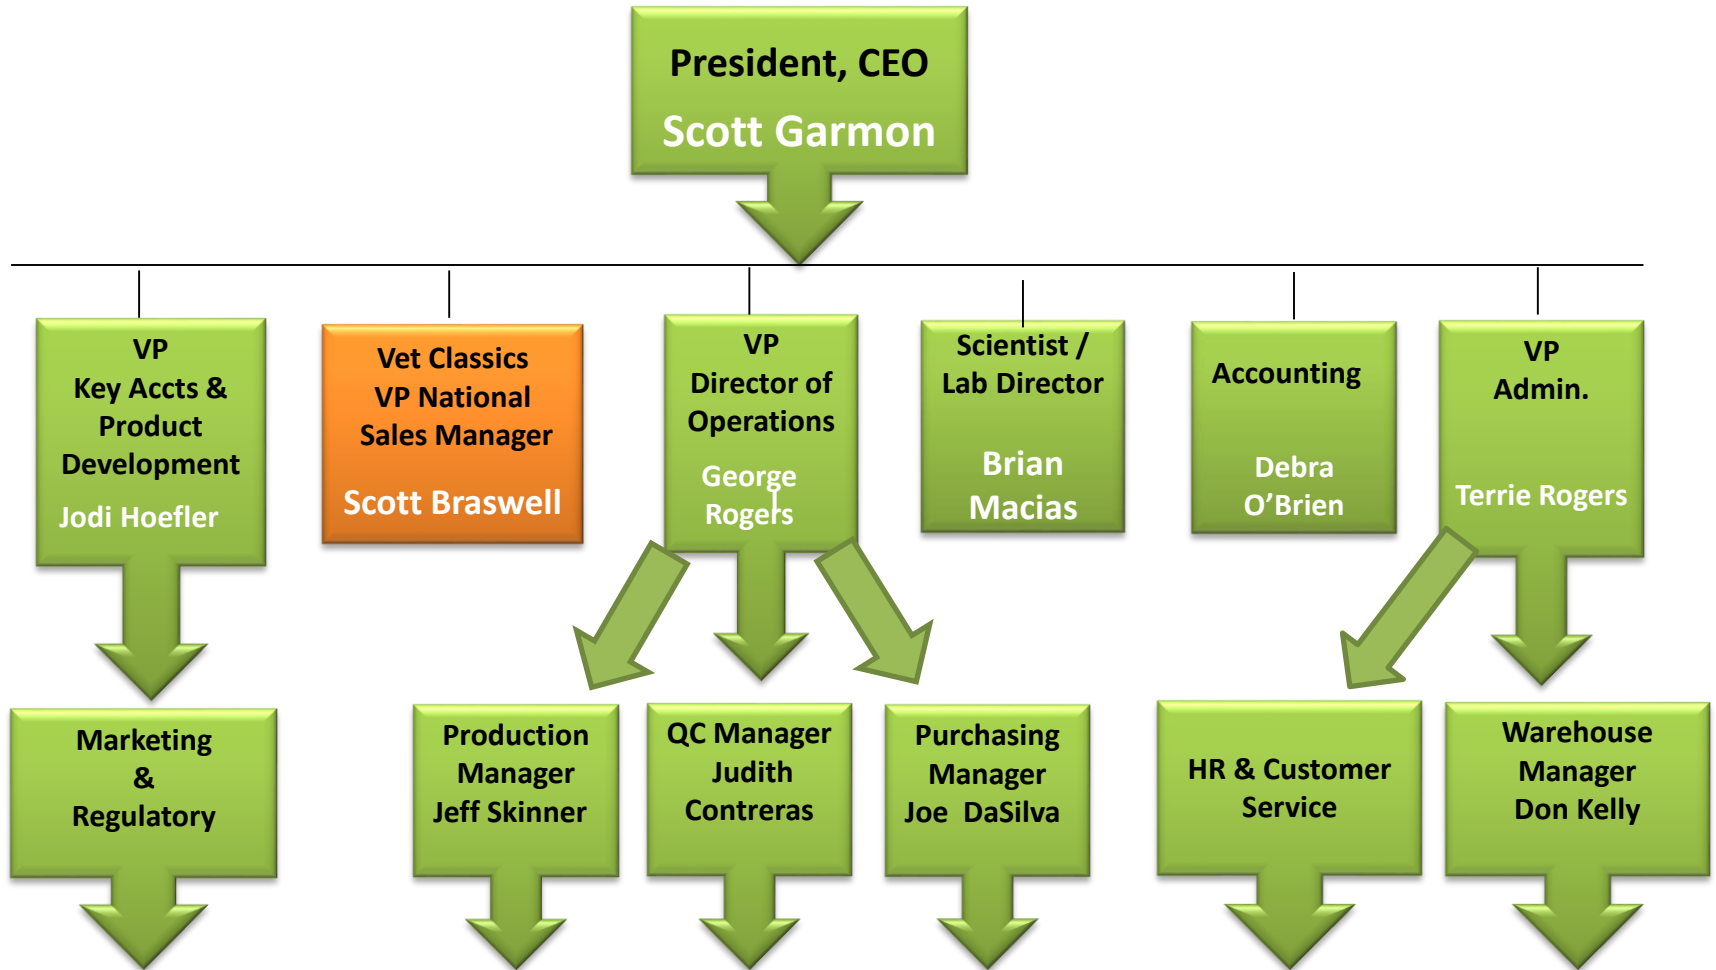 President, CEO
Scott Garmon
VP
Key Accts &
Product
Development
Jodi Hoefler
Vet Classics
VP National
Sales Manager
Scott Braswell
VP
Director of
Operations
George
Rogers
Scientist /
Lab Director
Brian
Macias
Accounting
Debra
O’Brien
VP
Admin.
Terrie Rogers
Marketing
&
Regulatory
Production
Manager
Jeff Skinner
QC Manager
Judith
Contreras
Purchasing
Manager
Joe  DaSilva
HR & Customer
Service
Warehouse
Manager
Don Kelly